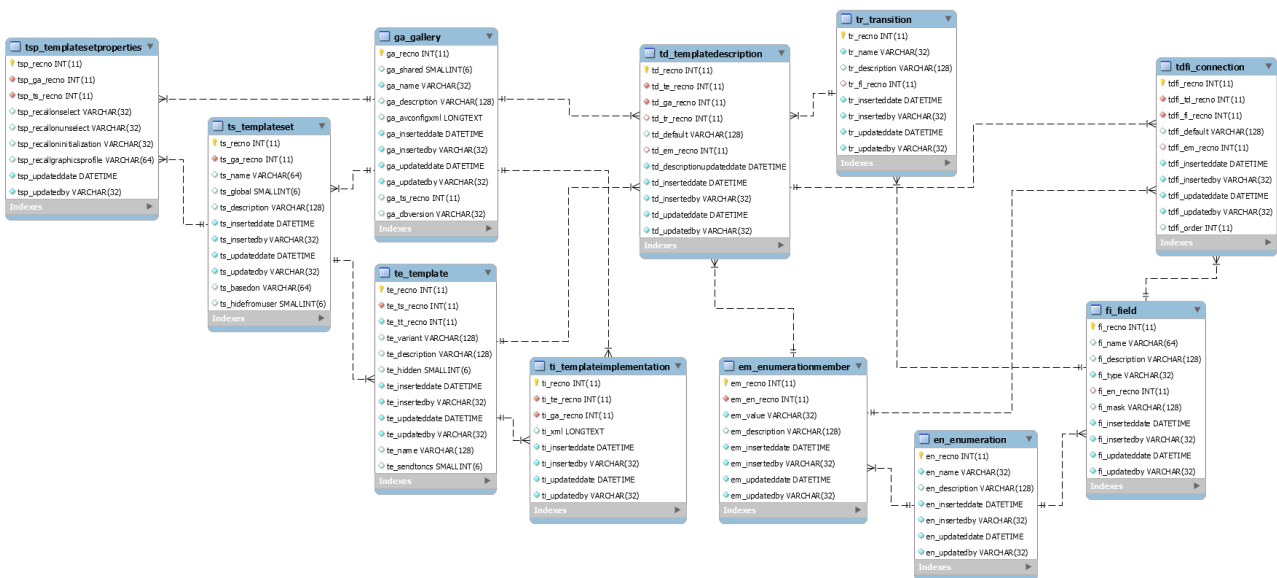 tsp_templatesetproperties
tsp_recno INT(11)
tsp_ga_recno INT(11)
tsp_ts_recno INT(11)
tsp_recallonselect VARCHAR(32)
tsp_recallonunselect VARCHAR(32)
tsp_recalloninitialization VARCHAR(32)
tsp_recallgraphicsprofile VARCHAR(64)
tsp_updateddate DATETIME
tsp_updatedby VARCHAR(32)
Indexes
ts_templateset
ts_recno INT(11)
ts_ga_recno INT(11)
ts_name VARCHAR(64)
ts_global SMALLINT(6)
ts_description VARCHAR(128)
ts_inserteddate DATETIME
ts_insertedby VARCHAR(32)
ts_updateddate DATETIME
ts_updatedby VARCHAR(32)
ts_basedon VARCHAR(64)
ts_hidefromuser SMALLINT(6)
Indexes
ga_gallery
ga_recno INT(11)
ga_shared SMALLINT(6)
ga_name VARCHAR(32)
ga_description VARCHAR(128)
ga_avconfigxml LONGTEXT
ga_inserteddate DATETIME
ga_insertedby VARCHAR(32)
ga_updateddate DATETIME
ga_updatedby VARCHAR(32)
ga_ts_recno INT(11)
ga_dbversion VARCHAR(32)
Indexes
te_template
te_recno INT(11)
te_ts_recno INT(11)
te_tt_recno INT(11)
te_variant VARCHAR(128)
te_description VARCHAR(128)
te_hidden SMALLINT(6)
te_inserteddate DATETIME
te_insertedby VARCHAR(32)
te_updateddate DATETIME
te_updatedby VARCHAR(32)
te_name VARCHAR(128)
te_sendtoncs SMALLINT(6)
Indexes
ti_templateimplementation
ti_recno INT(11)
ti_te_recno INT(11)
ti_ga_recno INT(11)
ti_xml LONGTEXT
ti_inserteddate DATETIME
ti_insertedby VARCHAR(32)
ti_updateddate DATETIME
ti_updatedby VARCHAR(32)
Indexes
td_templatedescription
td_recno INT(11)
td_te_recno INT(11)
td_ga_recno INT(11)
td_tr_recno INT(11)
td_default VARCHAR(128)
td_em_recno INT(11)
td_descriptionupdateddate DATETIME
td_inserteddate DATETIME
td_insertedby VARCHAR(32)
td_updateddate DATETIME
td_updatedby VARCHAR(32)
Indexes
tr_transition
tr_recno INT(11)
tr_name VARCHAR(32)
tr_description VARCHAR(128)
tr_fi_recno INT(11)
tr_inserteddate DATETIME
tr_insertedby VARCHAR(32)
tr_updateddate DATETIME
tr_updatedby VARCHAR(32)
Indexes
em_enumerationmember
em_recno INT(11)
em_en_recno INT(11)
em_value VARCHAR(32)
em_description VARCHAR(128)
em_inserteddate DATETIME
em_insertedby VARCHAR(32)
em_updateddate DATETIME
em_updatedby VARCHAR(32)
Indexes
en_enumeration
en_recno INT(11)
en_name VARCHAR(32)
en_description VARCHAR(128)
en_inserteddate DATETIME
en_insertedby VARCHAR(32)
en_updateddate DATETIME
en_updatedby VARCHAR(32)
Indexes
tdfi_connection
tdfi_recno INT(11)
tdfi_td_recno INT(11)
tdfi_fi_recno INT(11)
tdfi_default VARCHAR(128)
tdfi_em_recno INT(11)
tdfi_inserteddate DATETIME
tdfi_insertedby VARCHAR(32)
tdfi_updateddate DATETIME
tdfi_updatedby VARCHAR(32)
tdfi_order INT(11)
Indexes
fi_field
fi_recno INT(11)
fi_name VARCHAR(64)
fi_description VARCHAR(128)
fi_type VARCHAR(32)
fi_en_recno INT(11)
fi_mask VARCHAR(128)
fi_inserteddate DATETIME
fi_insertedby VARCHAR(32)
fi_updateddate DATETIME
fi_updatedby VARCHAR(32)
Indexes